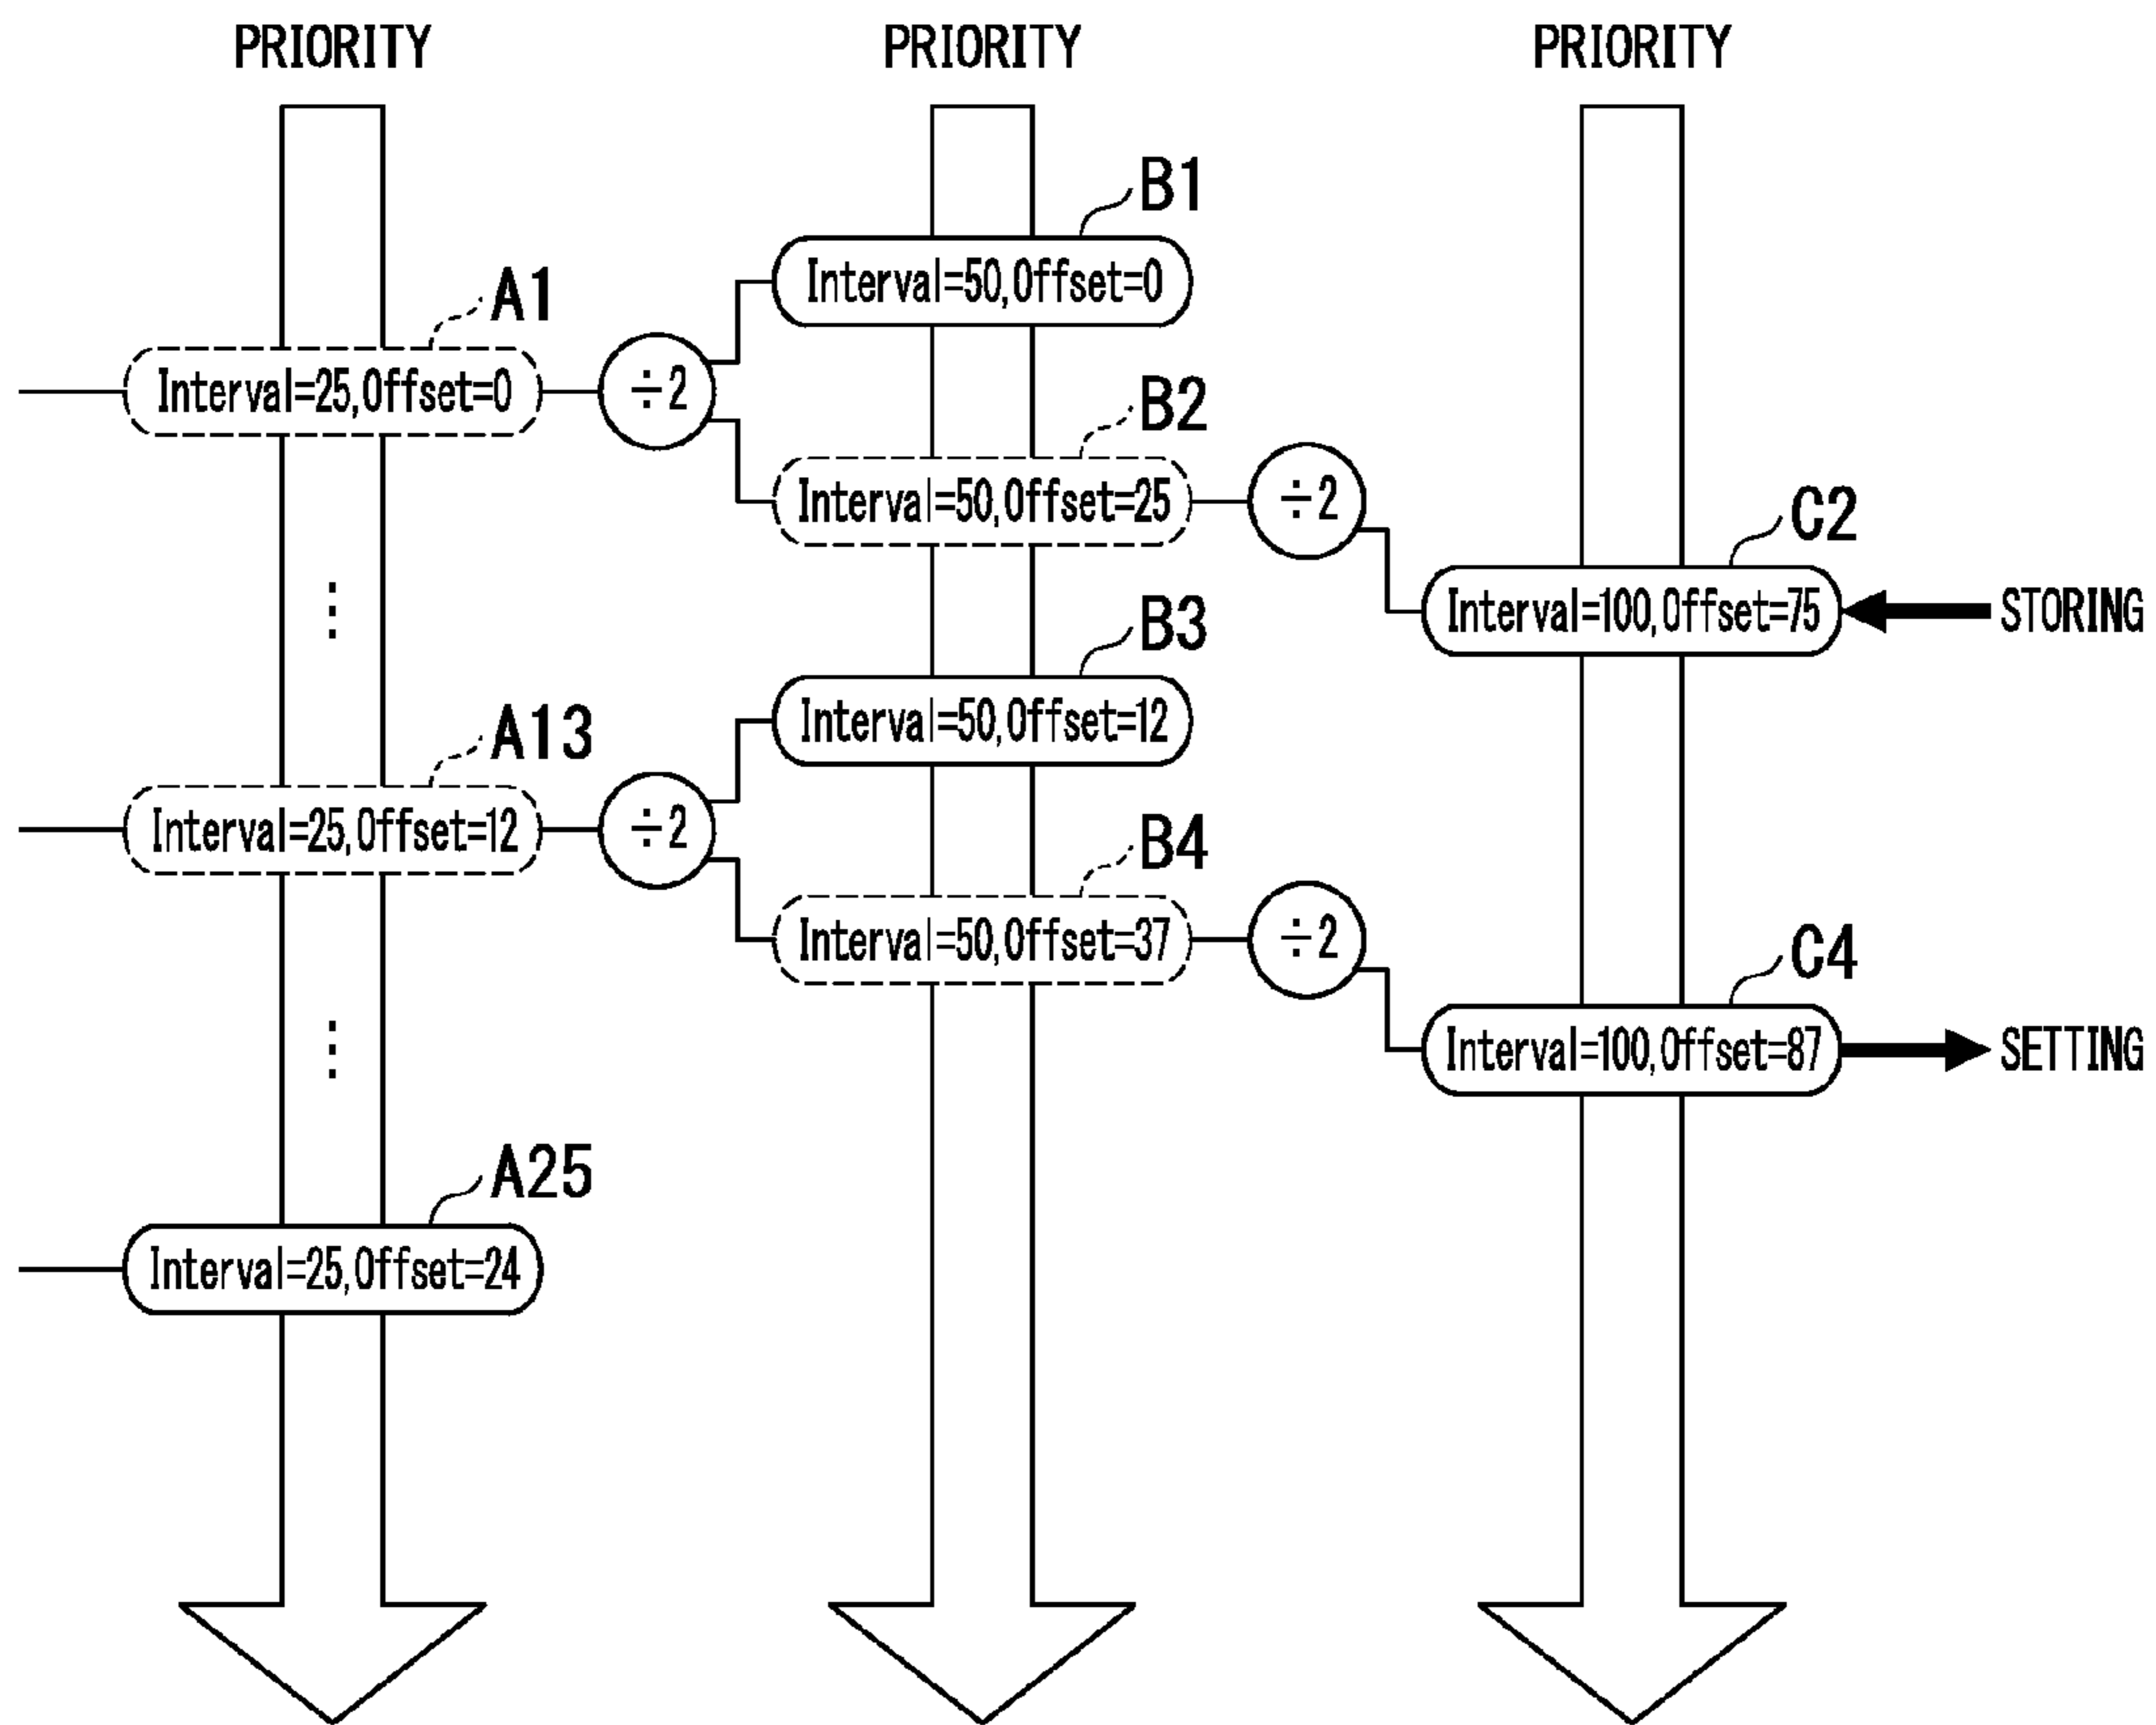 PRIORITY PRIORITY PRIORITY
B1
Interval=50,Offset=0
A1
Interval=25,Offset=0
÷2
B2
Interval=50,Offset=25
÷2
C2
Interval=100,Offset=75
STORING
B3
Interval=50,Offset=12
A13
Interval=25,Offset=12
÷2
B4
Interval=50,Offset=37
÷2
C4
Interval=100,Offset=87
SETTING
A25
Interval=25,Offset=24